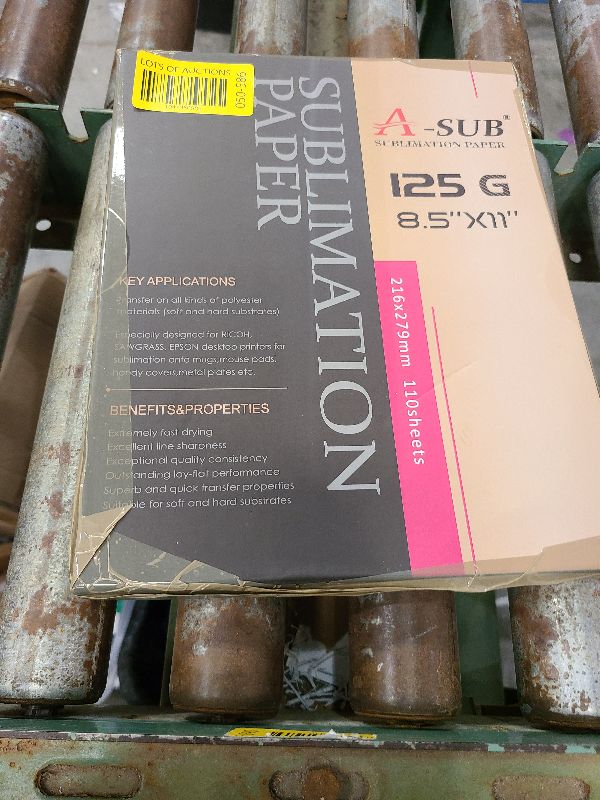 LOTS OF AUCTIONS
050-986
SUBLIMATION
PAPER
A-SUB®
SUBLIMATION PAPER
125 G
8.5"X11"
216x279mm 110sheets
KEY APPLICATIONS
Transfer on all kinds of polyester
materials (soft and hard substrates)
Especially designed for RICOH,
SAWGRASS, EPSON desktop printers for
sublimation onto mugs,mouse pads,
handy covers,metal plates etc.
BENEFITS&PROPERTIES
Extremely fast drying
Excellent line sharpness
Exceptional quality consistency
Outstanding lay-flat performance
Superb and quick transfer properties
Suitable for soft and hard substrates